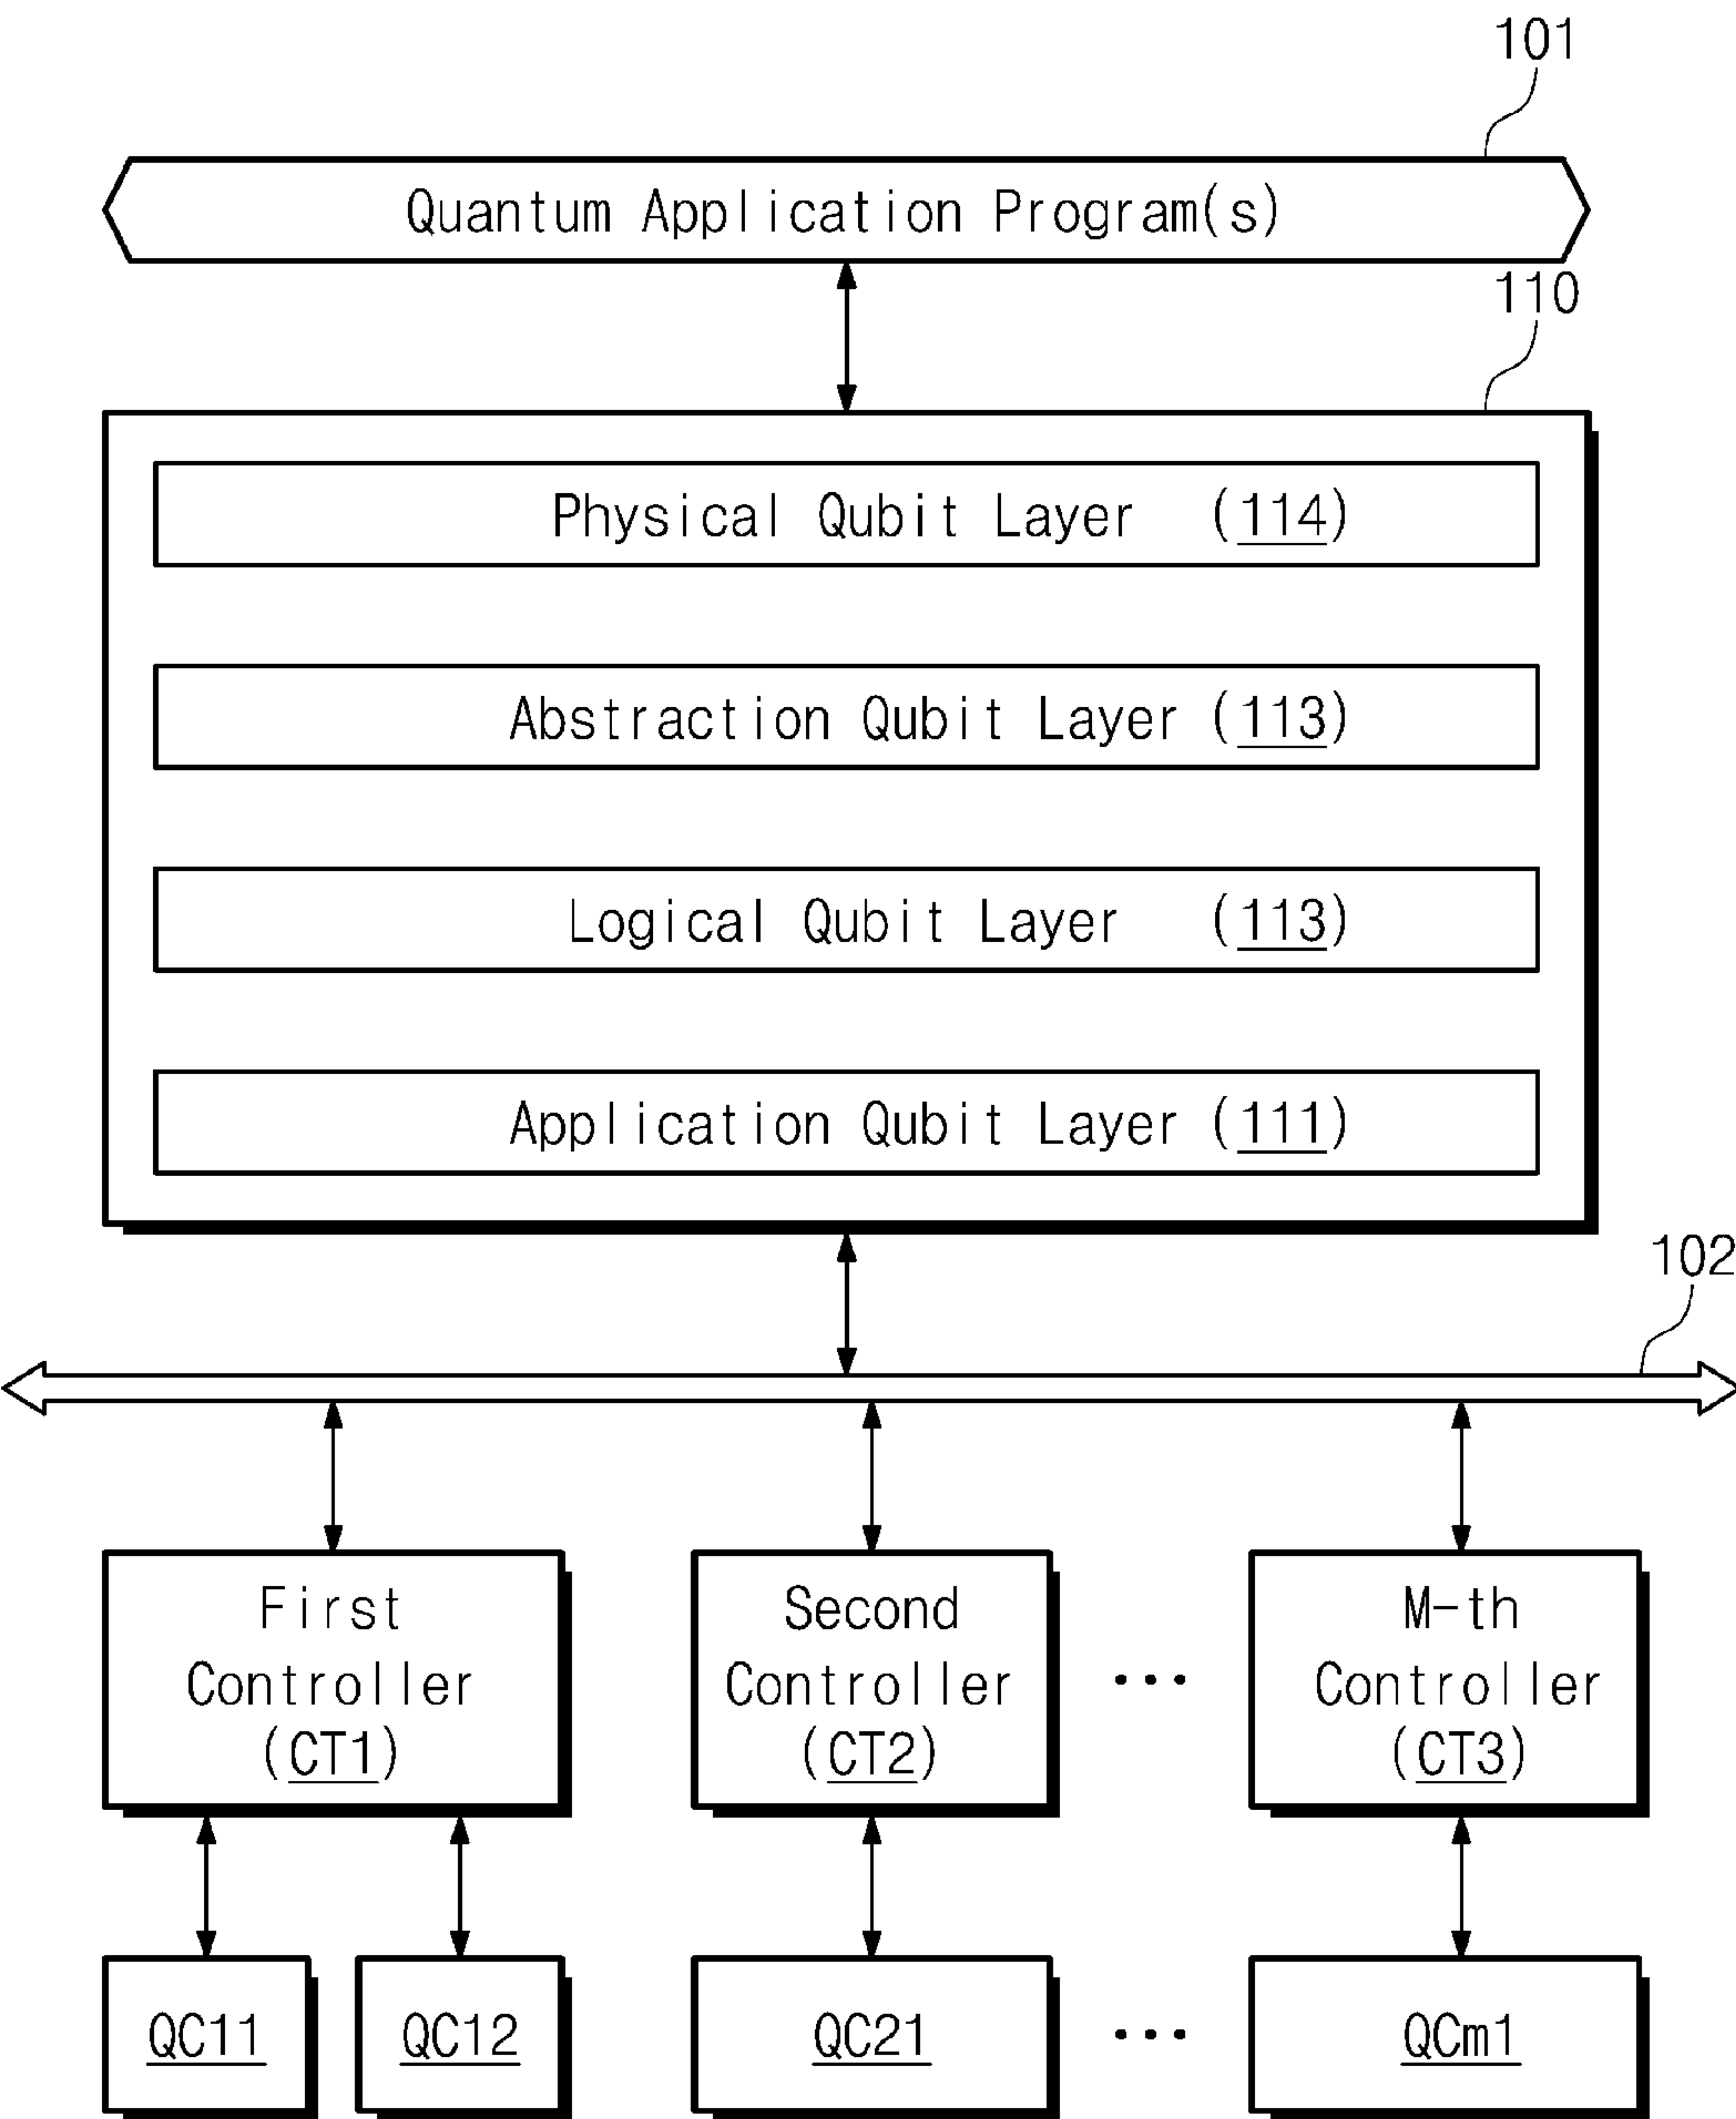 101
Quantum Application Program(s)
110
Physical Qubit Layer (114)
Abstraction Qubit Layer (113)
Logical Qubit Layer (113)
Application Qubit Layer (111)
102
First
Controller
(CT1)
Second
Controller
(CT2)
...
M-th
Controller
(CT3)
QC11
QC12
QC21
...
QCm1